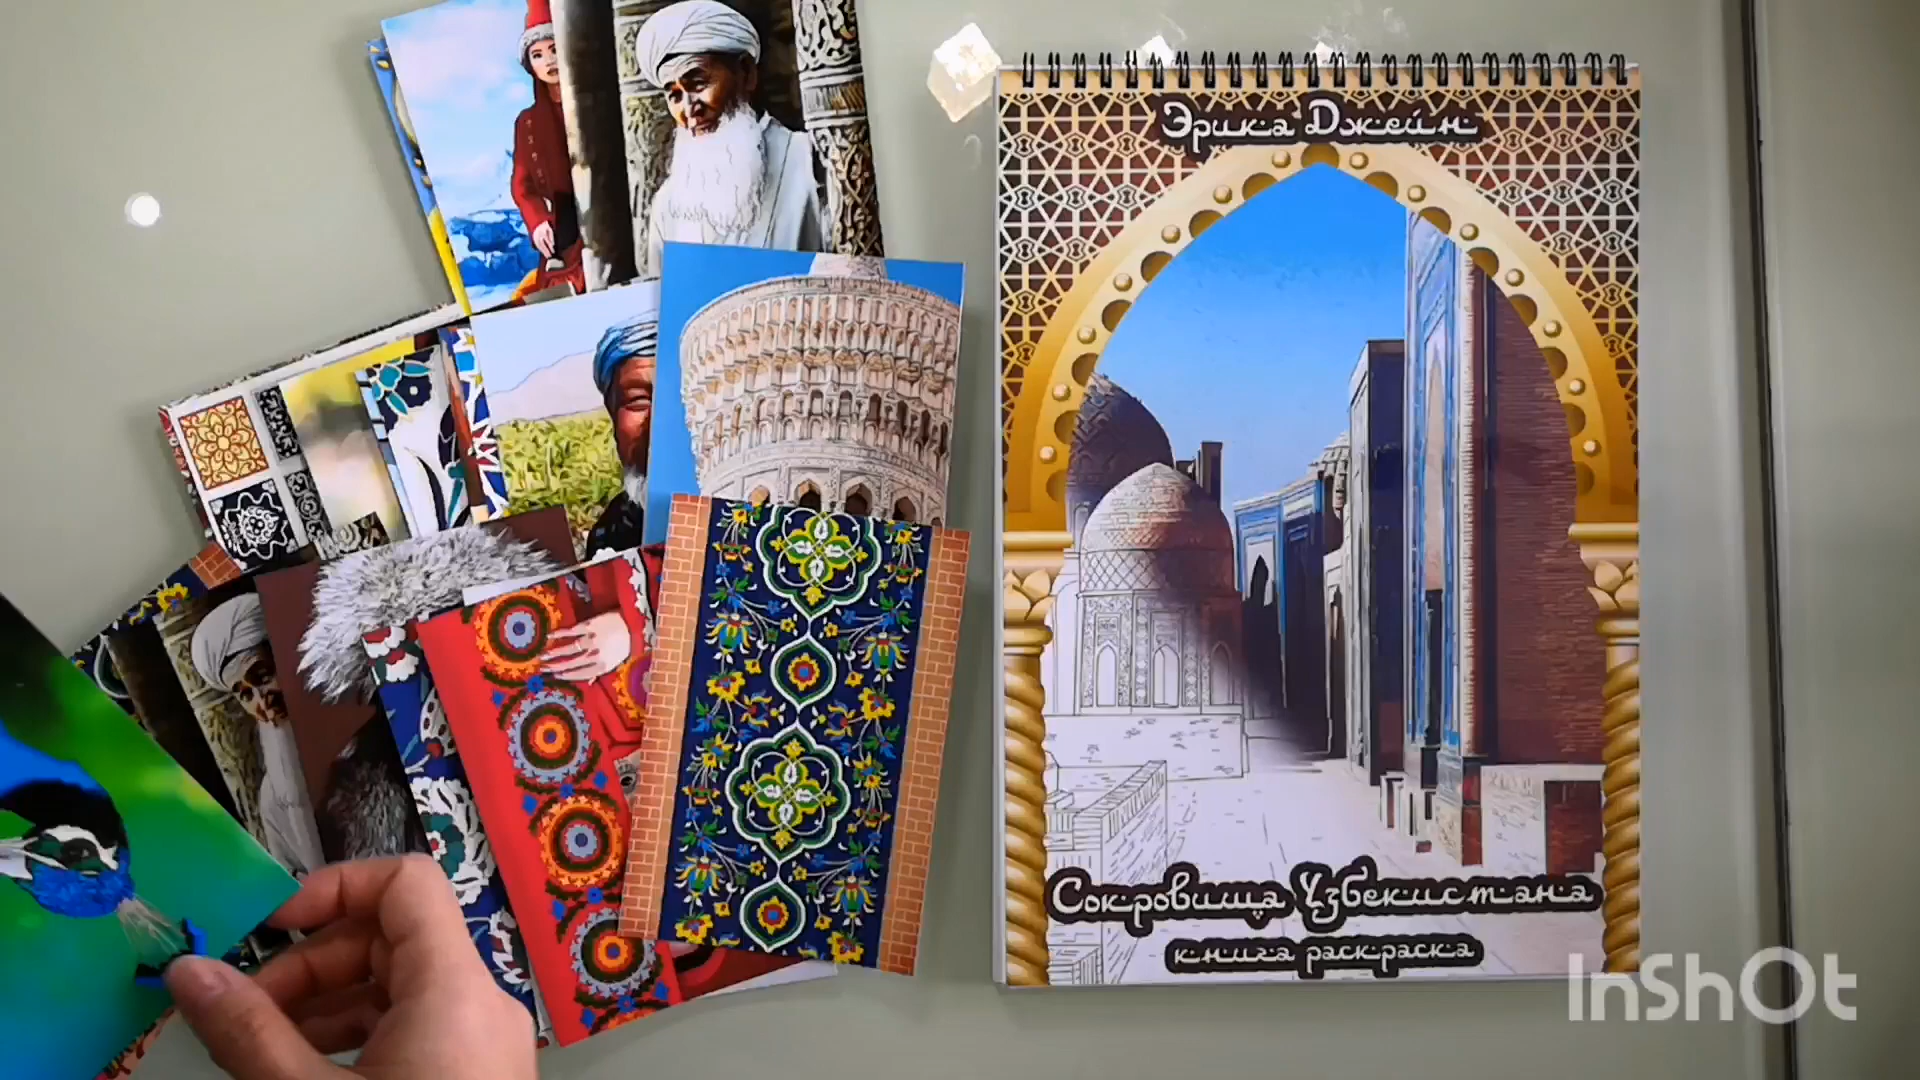 Эрика Джейн
Сокровища Узбекистана
книга раскраска
InShOt